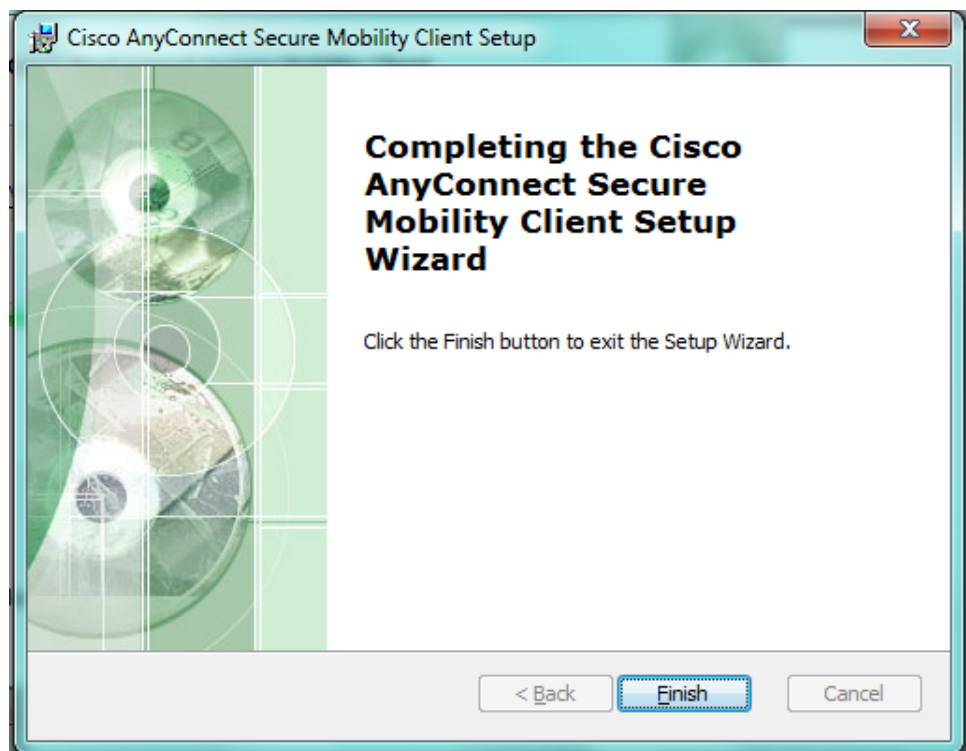 Cisco AnyConnect Secure Mobility Client Setup
Completing the Cisco
AnyConnect Secure
Mobility Client Setup
Wizard
Click the Finish button to exit the Setup Wizard.
< Back
Finish
Cancel